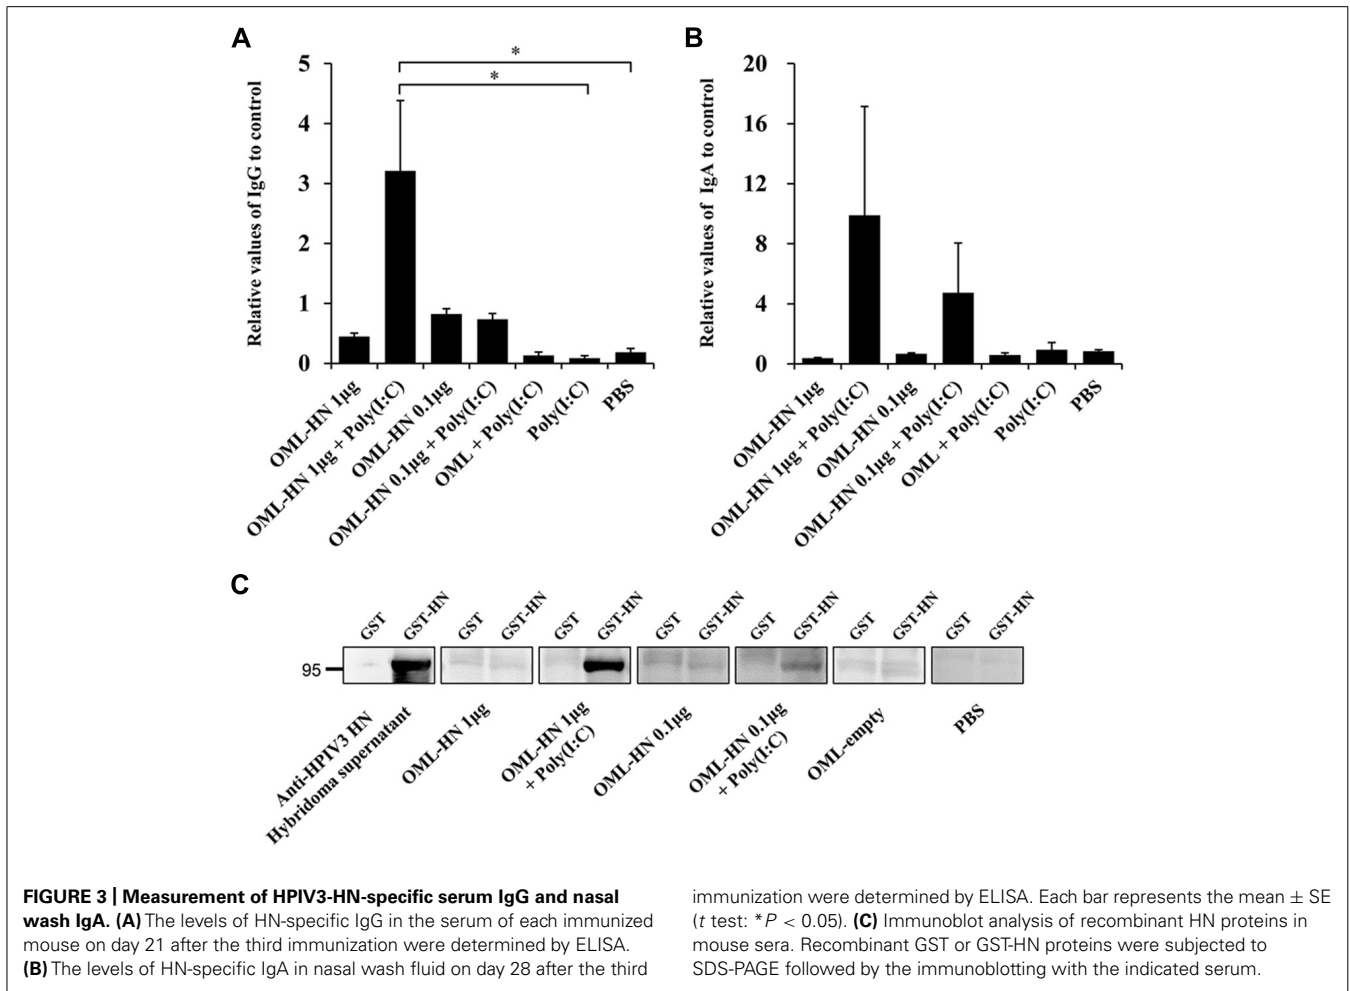 A
Relative values of IgG to control
5
4
3
2
1
0
*
*
OML-HN 1μg
OML-HN 1μg + Poly(I:C)
OML-HN 0.1μg
OML-HN 0.1μg + Poly(I:C)
OML + Poly(I:C)
Poly(I:C)
PBS
B
Relative values of IgA to control
20
16
12
8
4
0
OML-HN 1μg
OML-HN 1μg + Poly(I:C)
OML-HN 0.1μg
OML-HN 0.1μg + Poly(I:C)
OML + Poly(I:C)
Poly(I:C)
PBS
C
GST GST-HN GST GST-HN GST GST-HN GST GST-HN GST GST-HN GST GST-HN GST GST-HN
95
Anti-HPIV3 HN
Hybridoma supernatant
OML-HN 1μg
OML-HN 1μg
+ Poly(I:C)
OML-HN 0.1μg
OML-HN 0.1μg
+ Poly(I:C)
OML-empty
PBS
FIGURE 3 | Measurement of HPIV3-HN-specific serum IgG and nasal
wash IgA. (A) The levels of HN-specific IgG in the serum of each immunized
mouse on day 21 after the third immunization were determined by ELISA.
(B) The levels of HN-specific IgA in nasal wash fluid on day 28 after the third
immunization were determined by ELISA. Each bar represents the mean ± SE
(t test: *P < 0.05). (C) Immunoblot analysis of recombinant HN proteins in
mouse sera. Recombinant GST or GST-HN proteins were subjected to
SDS-PAGE followed by the immunoblotting with the indicated serum.